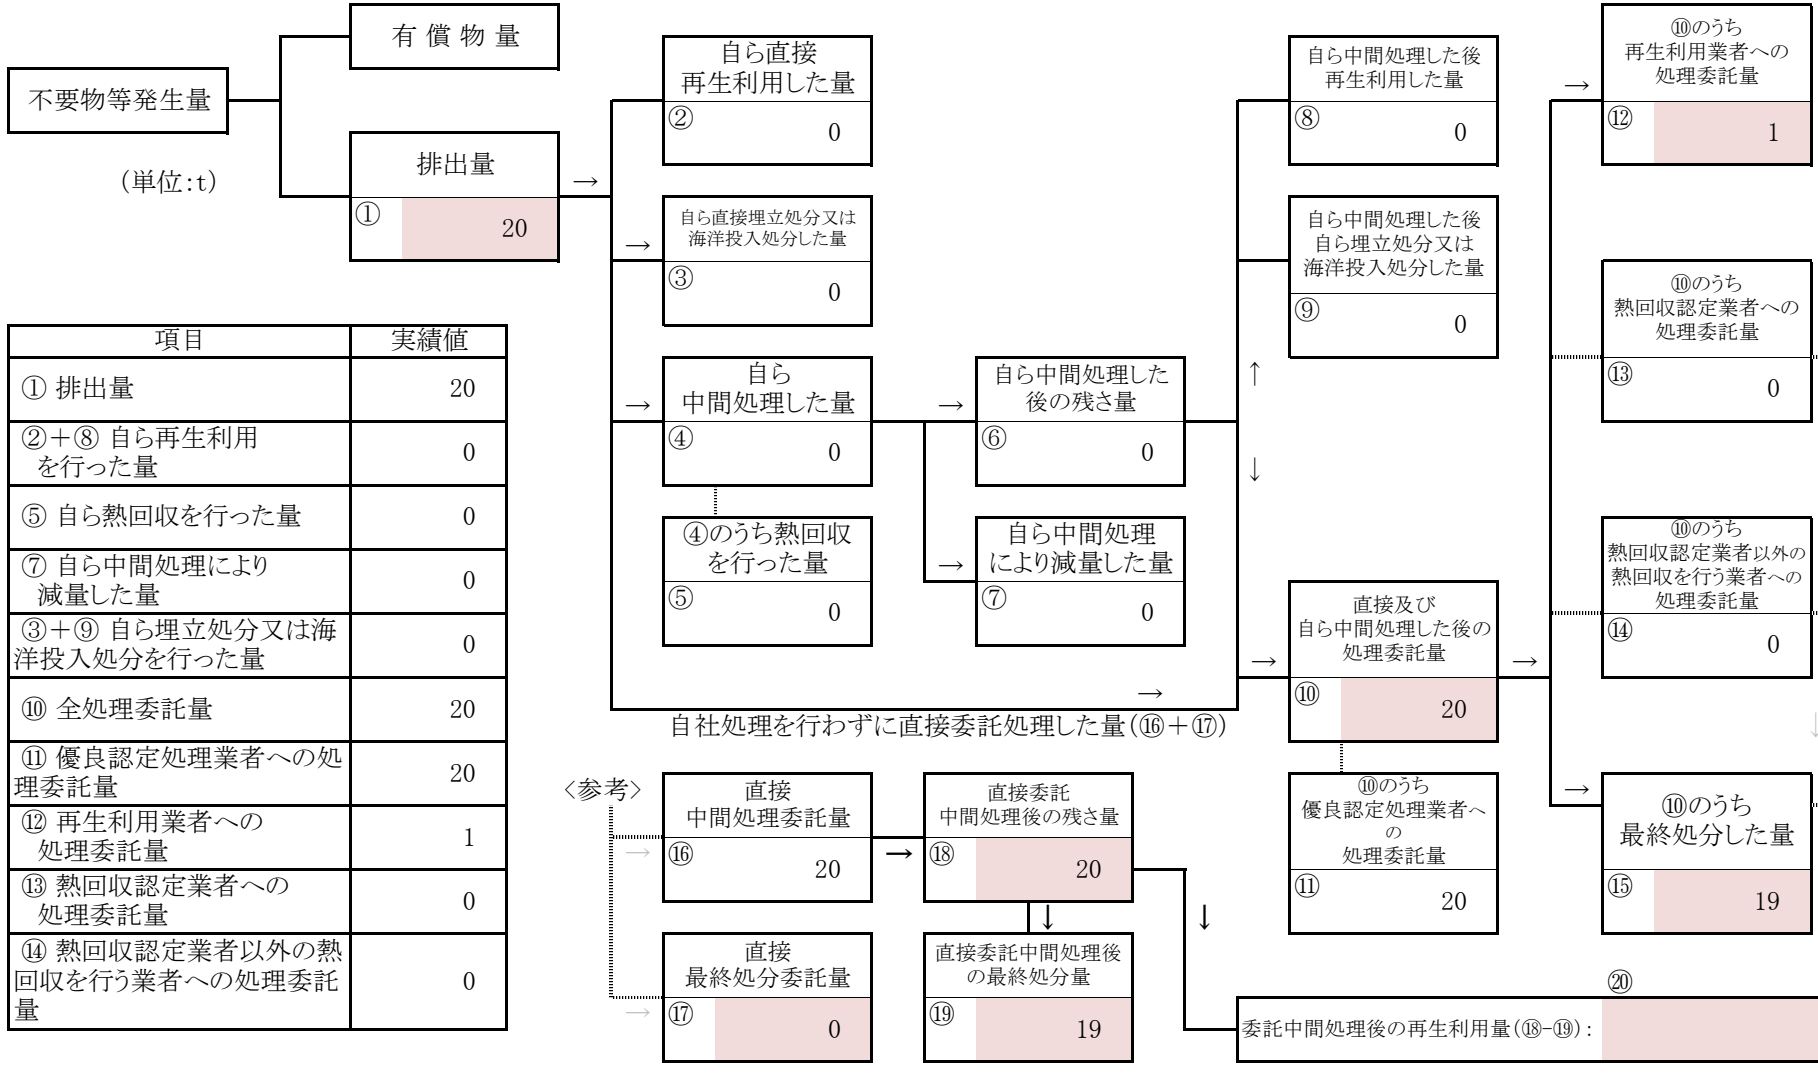 有 償 物 量
不要物等発生量
(単位:t)
排出量
①
20
→
自ら直接
再生利用した量
②
0
→
自ら直接埋立処分又は
海洋投入処分した量
③
0
→
自ら
中間処理した量
④
0
④のうち熱回収
を行った量
⑤
0
→
自ら中間処理した
後の残さ量
⑥
0
→
自ら中間処理
により減量した量
⑦
0
自ら中間処理した後
再生利用した量
⑧
0
自ら中間処理した後
自ら埋立処分又は
海洋投入処分した量
⑨
0
↑
↓
→
自社処理を行わずに直接委託処理した量(⑯+⑰)
→
直接及び
自ら中間処理した後の
処理委託量
⑩
20
⑩のうち
優良認定処理業者へ
の
処理委託量
⑪
20
→
→
⑩のうち
再生利用業者への
処理委託量
⑫
1
⑩のうち
熱回収認定業者への
処理委託量
⑬
0
⑩のうち
熱回収認定業者以外の
熱回収を行う業者への
処理委託量
⑭
0
↓
→
⑩のうち
最終処分した量
⑮
19
項目 実績値
① 排出量 20
②+⑧ 自ら再生利用
を行った量 0
⑤ 自ら熱回収を行った量 0
⑦ 自ら中間処理により
減量した量 0
③+⑨ 自ら埋立処分又は海
洋投入処分を行った量 0
⑩ 全処理委託量 20
⑪ 優良認定処理業者への処
理委託量 20
⑫ 再生利用業者への
処理委託量 1
⑬ 熱回収認定業者への
処理委託量 0
⑭ 熱回収認定業者以外の熱
回収を行う業者への処理委託
量 0
<参考>
→
直接
中間処理委託量
⑯
20
→
直接委託
中間処理後の残さ量
⑱
20
↓
↓
→
直接
最終処分委託量
⑰
0
直接委託中間処理後
の最終処分量
⑲
19
⑳
委託中間処理後の再生利用量(⑱-⑲):